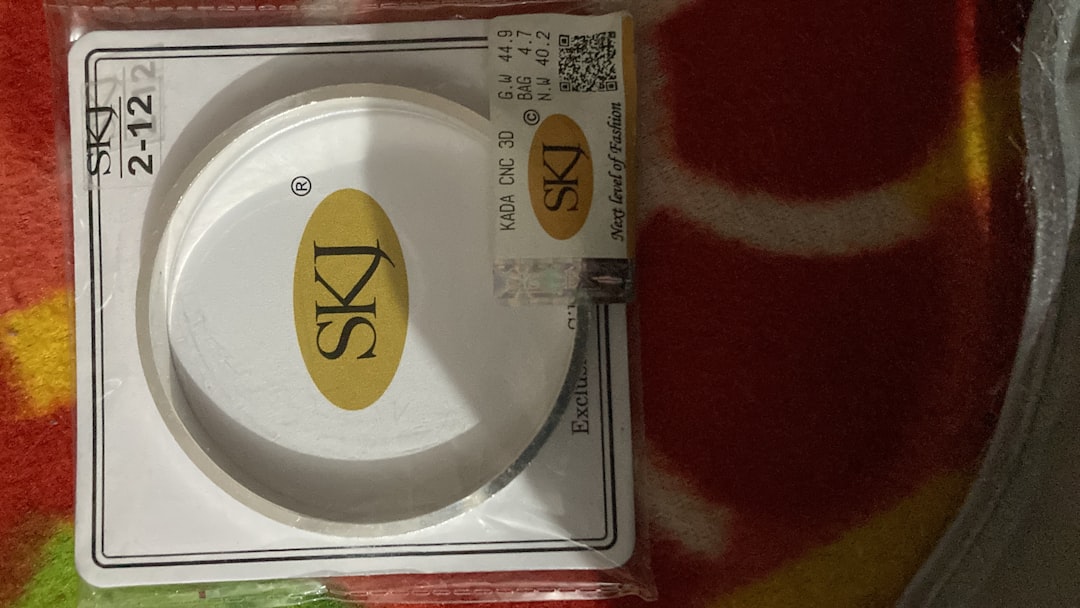 SKJ
2-12
®
SKJ
KADA CNC 3D G.W 44.9
BAG 4.7
N.W 40.2
©
SKJ
Next level of Fashion